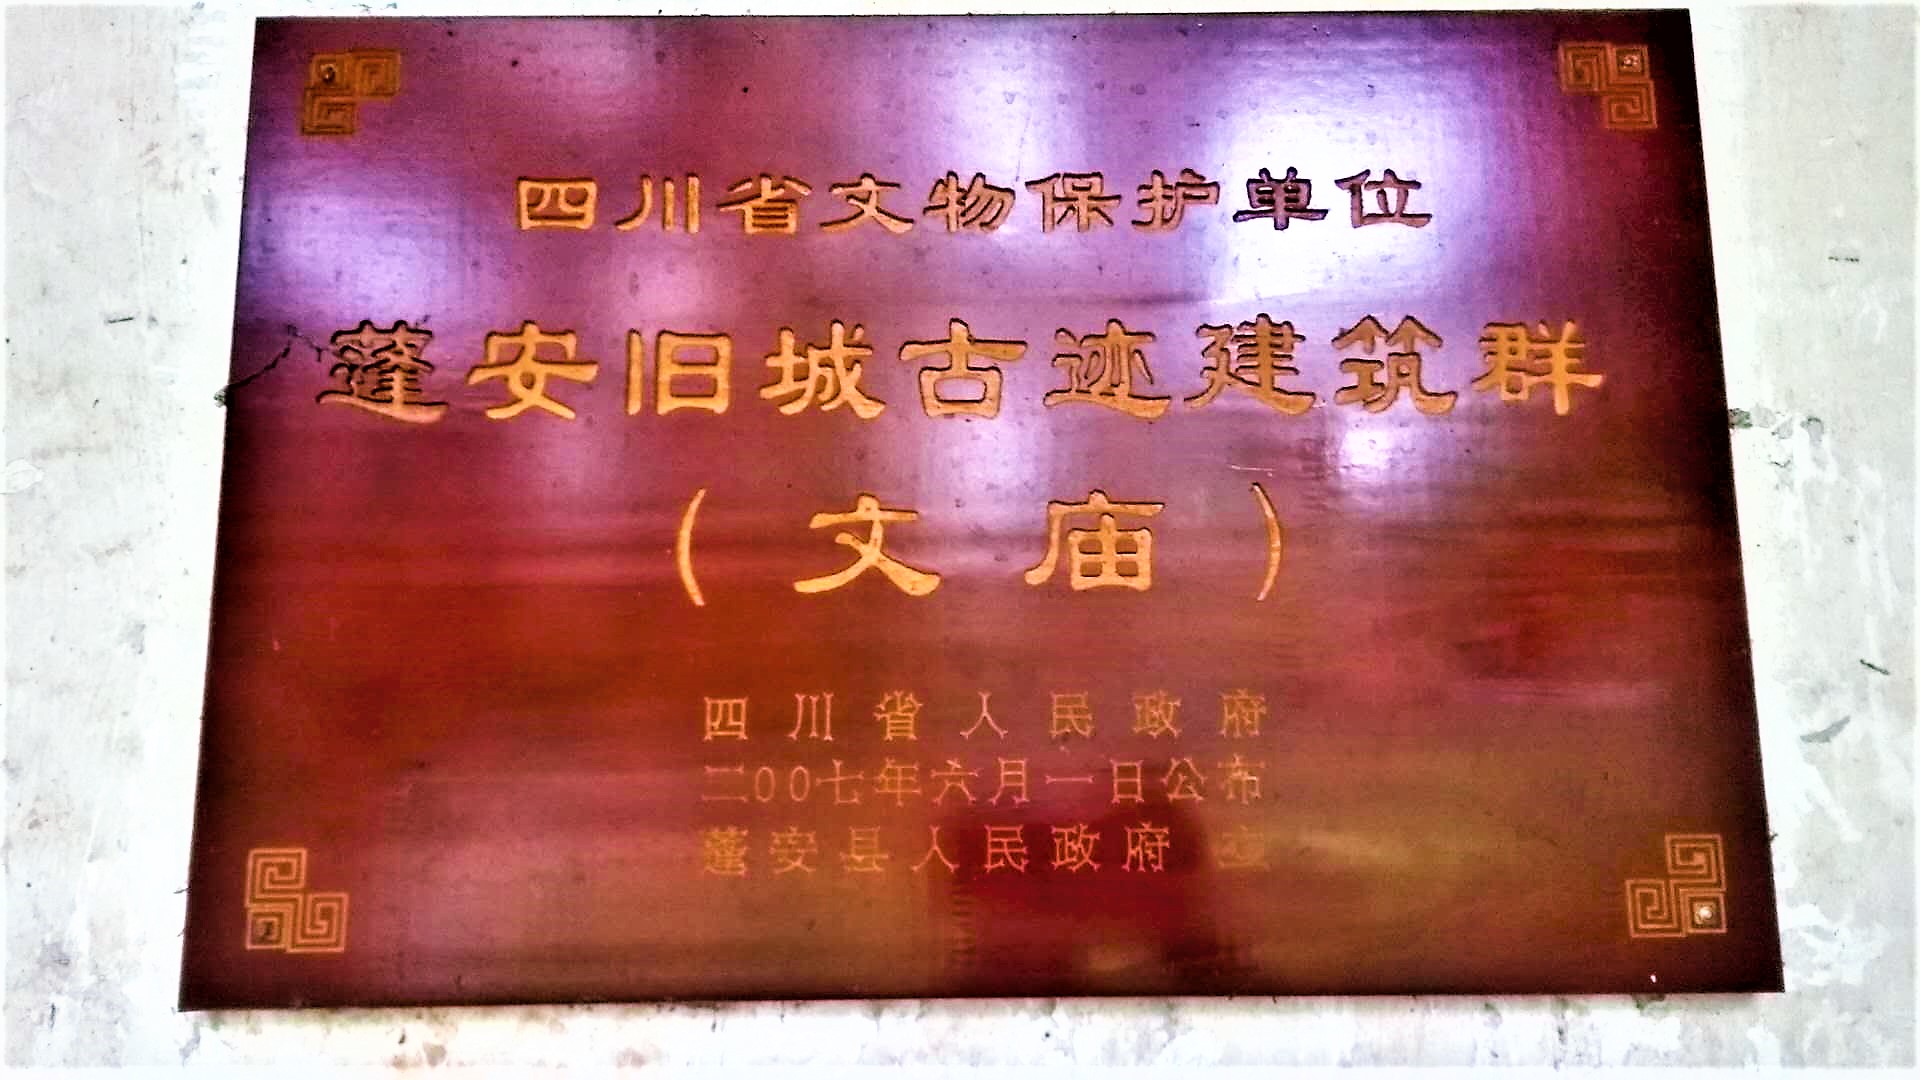 四川省文物保护单位
蓬安旧城古迹建筑群
(文庙)
四川省人民政府
二00七年六月一日公布
蓬安县人民政府 立